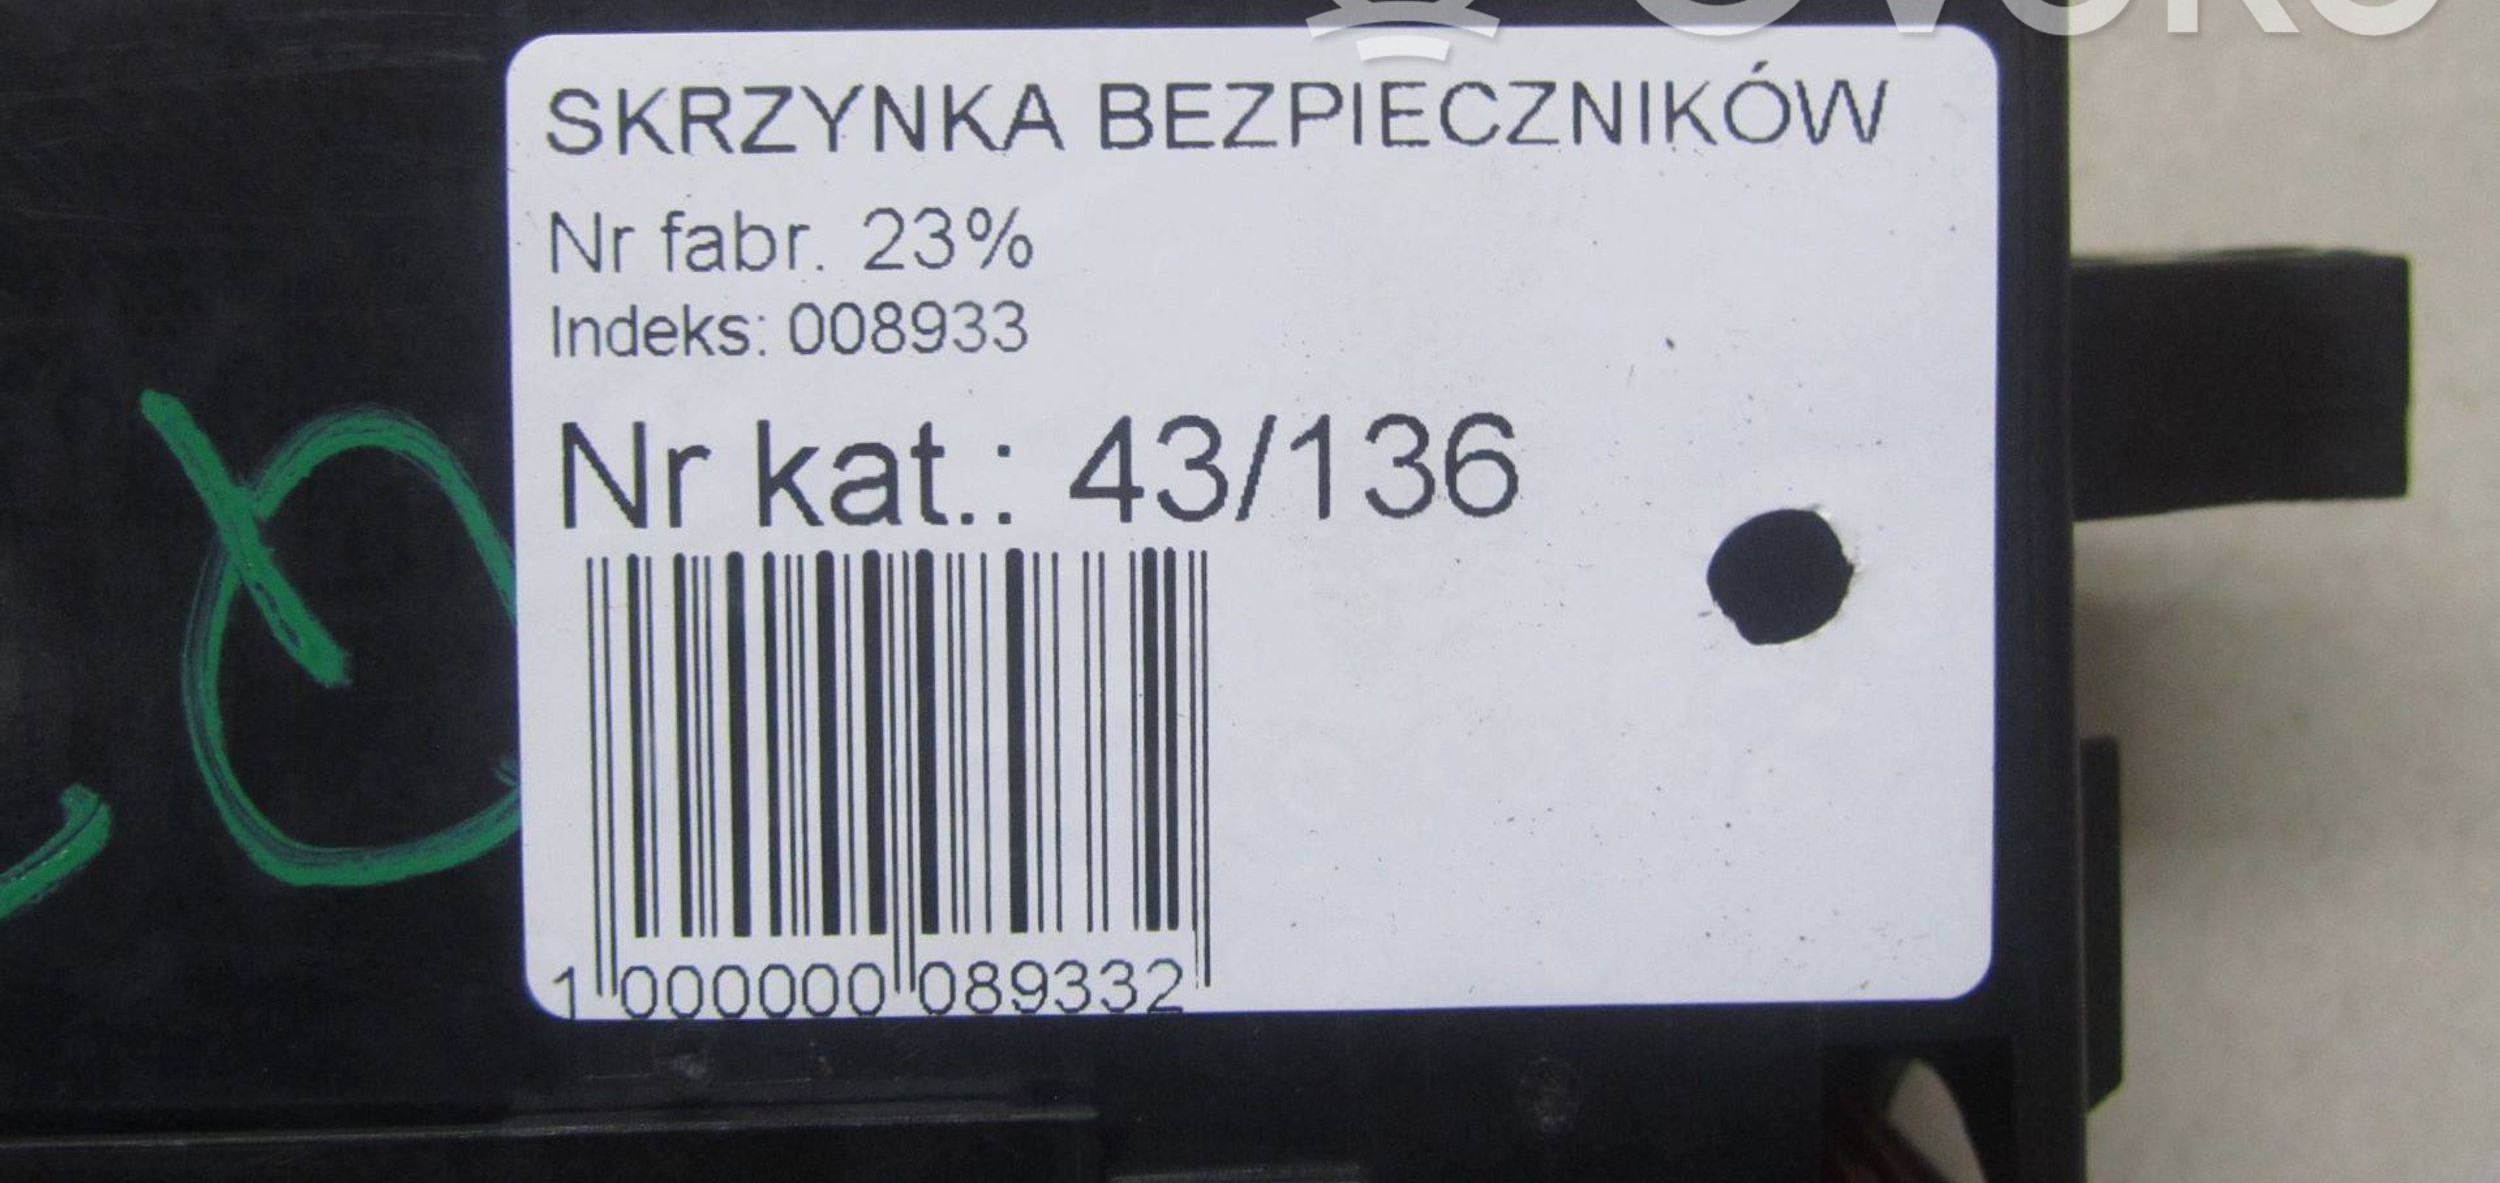 SKRZYNKA BEZPIECZNIKÓW
Nr fabr. 23%
Indeks: 008933
Nr kat.: 43/136
1 000000 089332